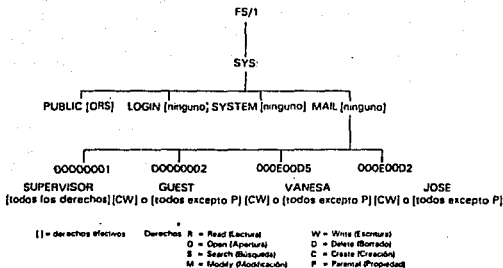 FS/1
SYS:
PUBLIC [ORS] LOGIN [ninguno] SYSTEM [ninguno] MAIL [ninguno]
00000001 00000002 000E00D5 000E00D2
SUPERVISOR GUEST VANESA JOSE
[todos los derechos] [CW] o [todos excepto P] [CW] o [todos excepto P] [CW] o [todos excepto P]
[ ] = derechos efectivos Derechos R = Read (Lectura) W = Write (Escritura)
O = Open (Apertura) D = Delete (Borrado)
S = Search (Búsqueda) C = Create (Creación)
M = Modify (Modificación) P = Parental (Propiedad)